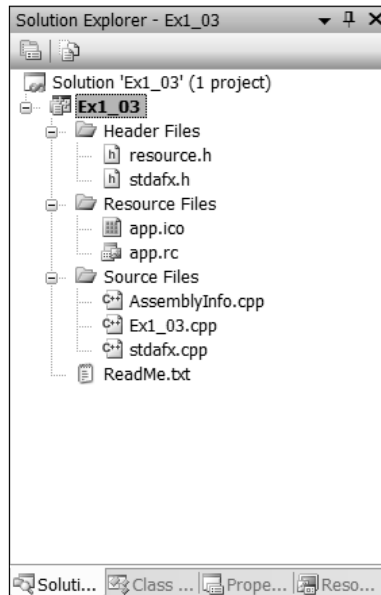 Solution Explorer - Ex1_03
Solution 'Ex1_03' (1 project)
Ex1_03
Header Files
resource.h
stdafx.h
Resource Files
app.ico
app.rc
Source Files
AssemblyInfo.cpp
Ex1_03.cpp
stdafx.cpp
ReadMe.txt
Soluti... Class ... Prope... Reso...